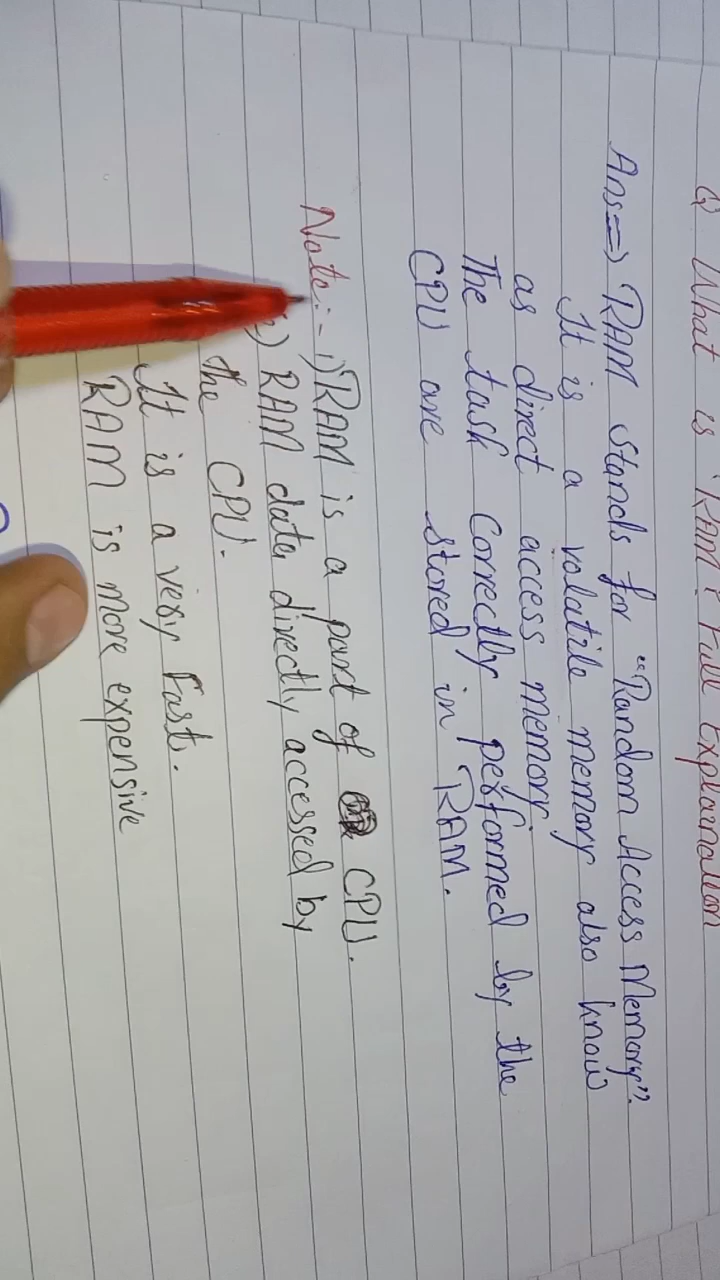 Q) What is RAM? Full Explaination
Ans=) RAM stands for "Random Access Memory".
It is a volatile memory also know
as direct access memory
The task Correctly performed by the
CPU are stored in RAM.
Note:- 1) RAM is a part of CPU.
2) RAM data directly accessed by
the CPU.
It is a very Fast.
RAM is more expensive